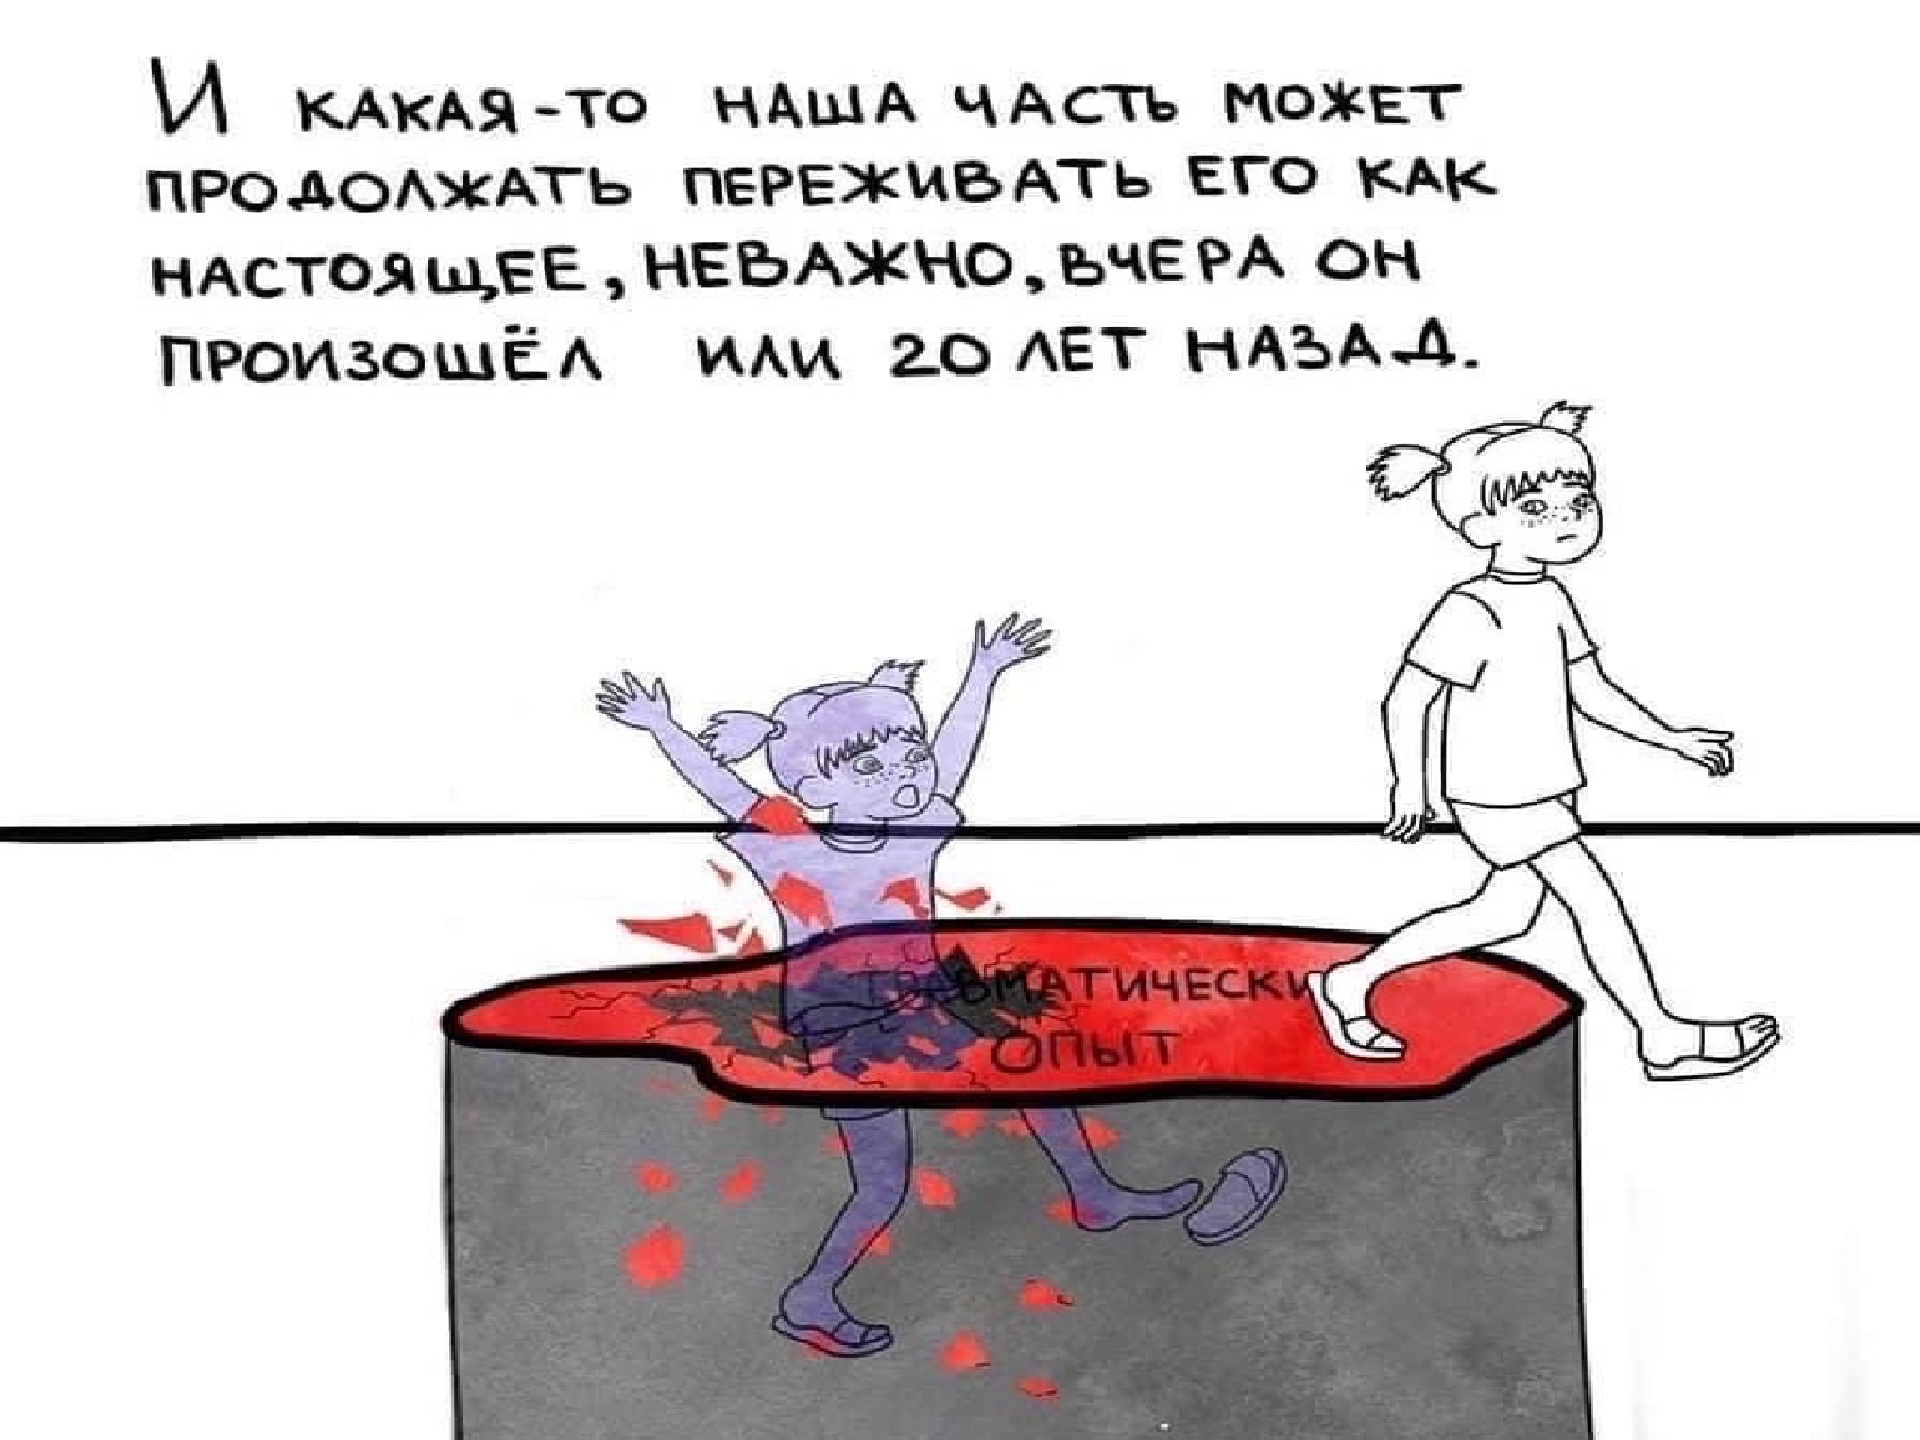 И КАКАЯ-ТО НАША ЧАСТЬ МОЖЕТ
ПРОДОЛЖАТЬ ПЕРЕЖИВАТЬ ЕГО КАК
НАСТОЯЩЕЕ, НЕВАЖНО, ВЧЕРА ОН
ПРОИЗОШЁЛ ИЛИ 20 ЛЕТ НАЗАД.
ТРАВМАТИЧЕСКИ
ОПЫТ